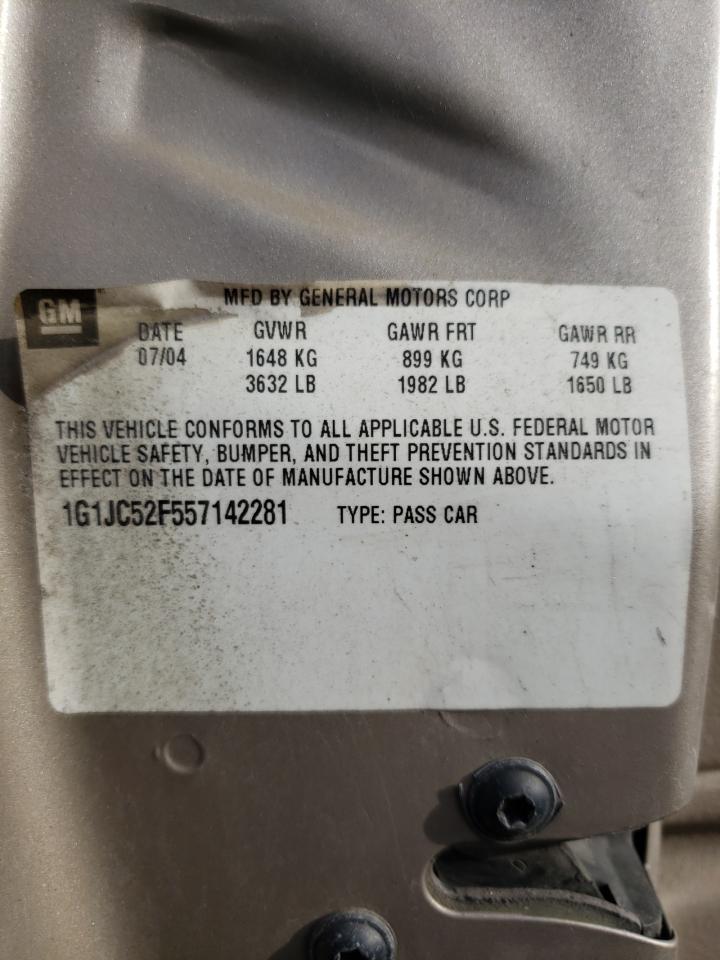 GM
MFD BY GENERAL MOTORS CORP
DATE GVWR GAWR FRT GAWR RR
07/04 1648 KG 899 KG 749 KG
3632 LB 1982 LB 1650 LB
THIS VEHICLE CONFORMS TO ALL APPLICABLE U.S. FEDERAL MOTOR
VEHICLE SAFETY, BUMPER, AND THEFT PREVENTION STANDARDS IN
EFFECT ON THE DATE OF MANUFACTURE SHOWN ABOVE.
1G1JC52F557142281 TYPE: PASS CAR